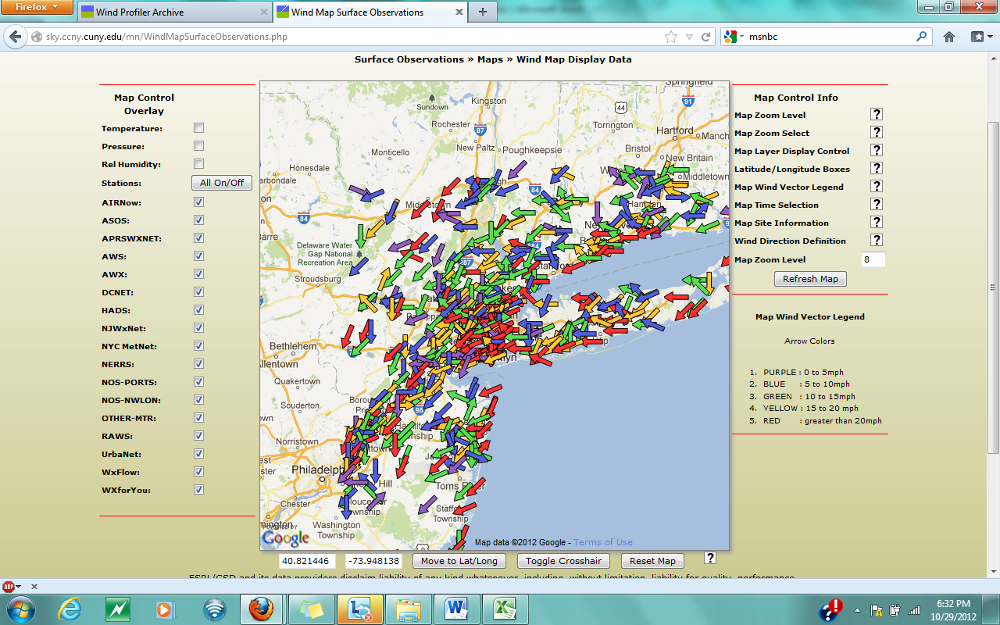 Firefox
Wind Profiler Archive
Wind Map Surface Observations
sky.ccny.cuny.edu/mn/WindMapSurfaceObservations.php
msnbc
Surface Observations » Maps » Wind Map Display Data
Map Control
Overlay
Temperature:
Pressure:
Rel Humidity:
Stations:
All On/Off
AIRNow:
ASOS:
APRSWXNET:
AWS:
AWX:
DCNET:
HADS:
NJWxNet:
NYC MetNet:
NERRS:
NOS-PORTS:
NOS-NWLON:
OTHER-MTR:
RAWS:
UrbaNet:
WxFlow:
WXforYou:
Springfield
Kingston
Sundown
91
44
Rochester
87
Torrington
Hartford
Manch
New Paltz
Poughkeepsie
Bristol
Monticello
New Britain
Honesdale
Middletown
84
84
Delaware Water
Gap National
Recreation Area
Stroudsburg
Bethlehem
Allentown
Quakertown
Souderton
95
Norristown
Philadelph
Hill
Toms River
Chester
Township
Staff
Township
Washington
Township
POWERED BY
Google
Map data ©2012 Google - Terms of Use
40.821446
-73.948138
Move to Lat/Long
Toggle Crosshair
Reset Map
?
Map Control Info
Map Zoom Level ?
Map Zoom Select ?
Map Layer Display Control ?
Latitude/Longitude Boxes ?
Map Wind Vector Legend ?
Map Time Selection ?
Map Site Information ?
Wind Direction Definition ?
Map Zoom Level 8
Refresh Map
Map Wind Vector Legend
Arrow Colors
1. PURPLE : 0 to 5mph
2. BLUE : 5 to 10mph
3. GREEN : 10 to 15mph
4. YELLOW : 15 to 20 mph
5. RED : greater than 20mph
ESRL/GSD and its data providers disclaim liability of any kind whatsoever, including, without limitation, liability for quality, performance,
ABP
6:32 PM
10/29/2012